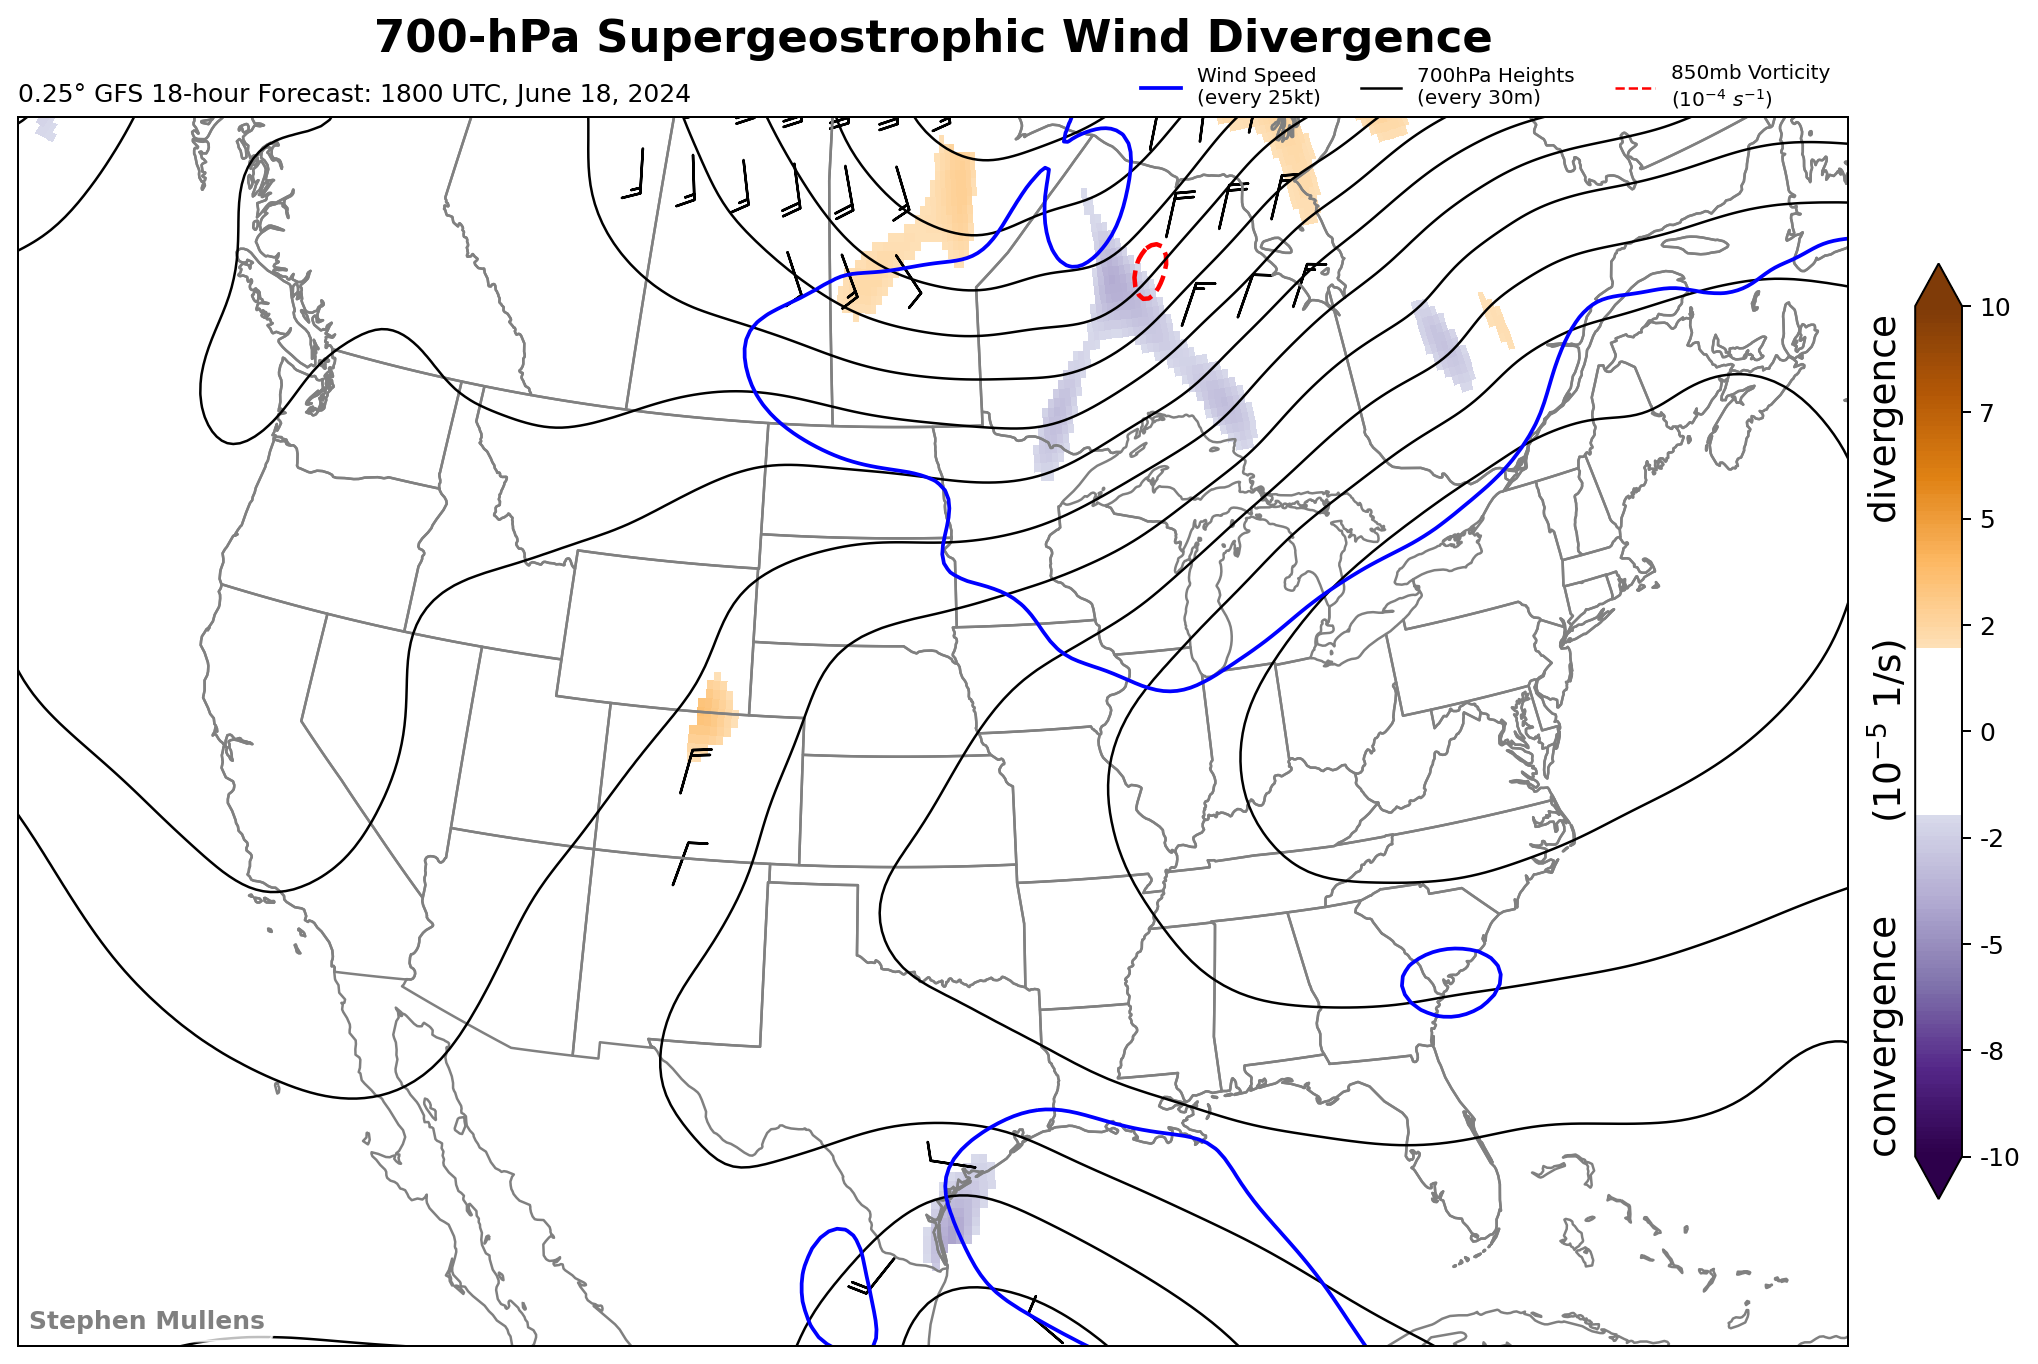 700-hPa Supergeostrophic Wind Divergence
0.25° GFS 18-hour Forecast: 1800 UTC, June 18, 2024
Wind Speed
(every 25kt)
700hPa Heights
(every 30m)
850mb Vorticity
(10⁻⁴ s⁻¹)
10
7
5
2
0
-2
-5
-8
-10
convergence (10⁻⁵ 1/s) divergence
Stephen Mullens